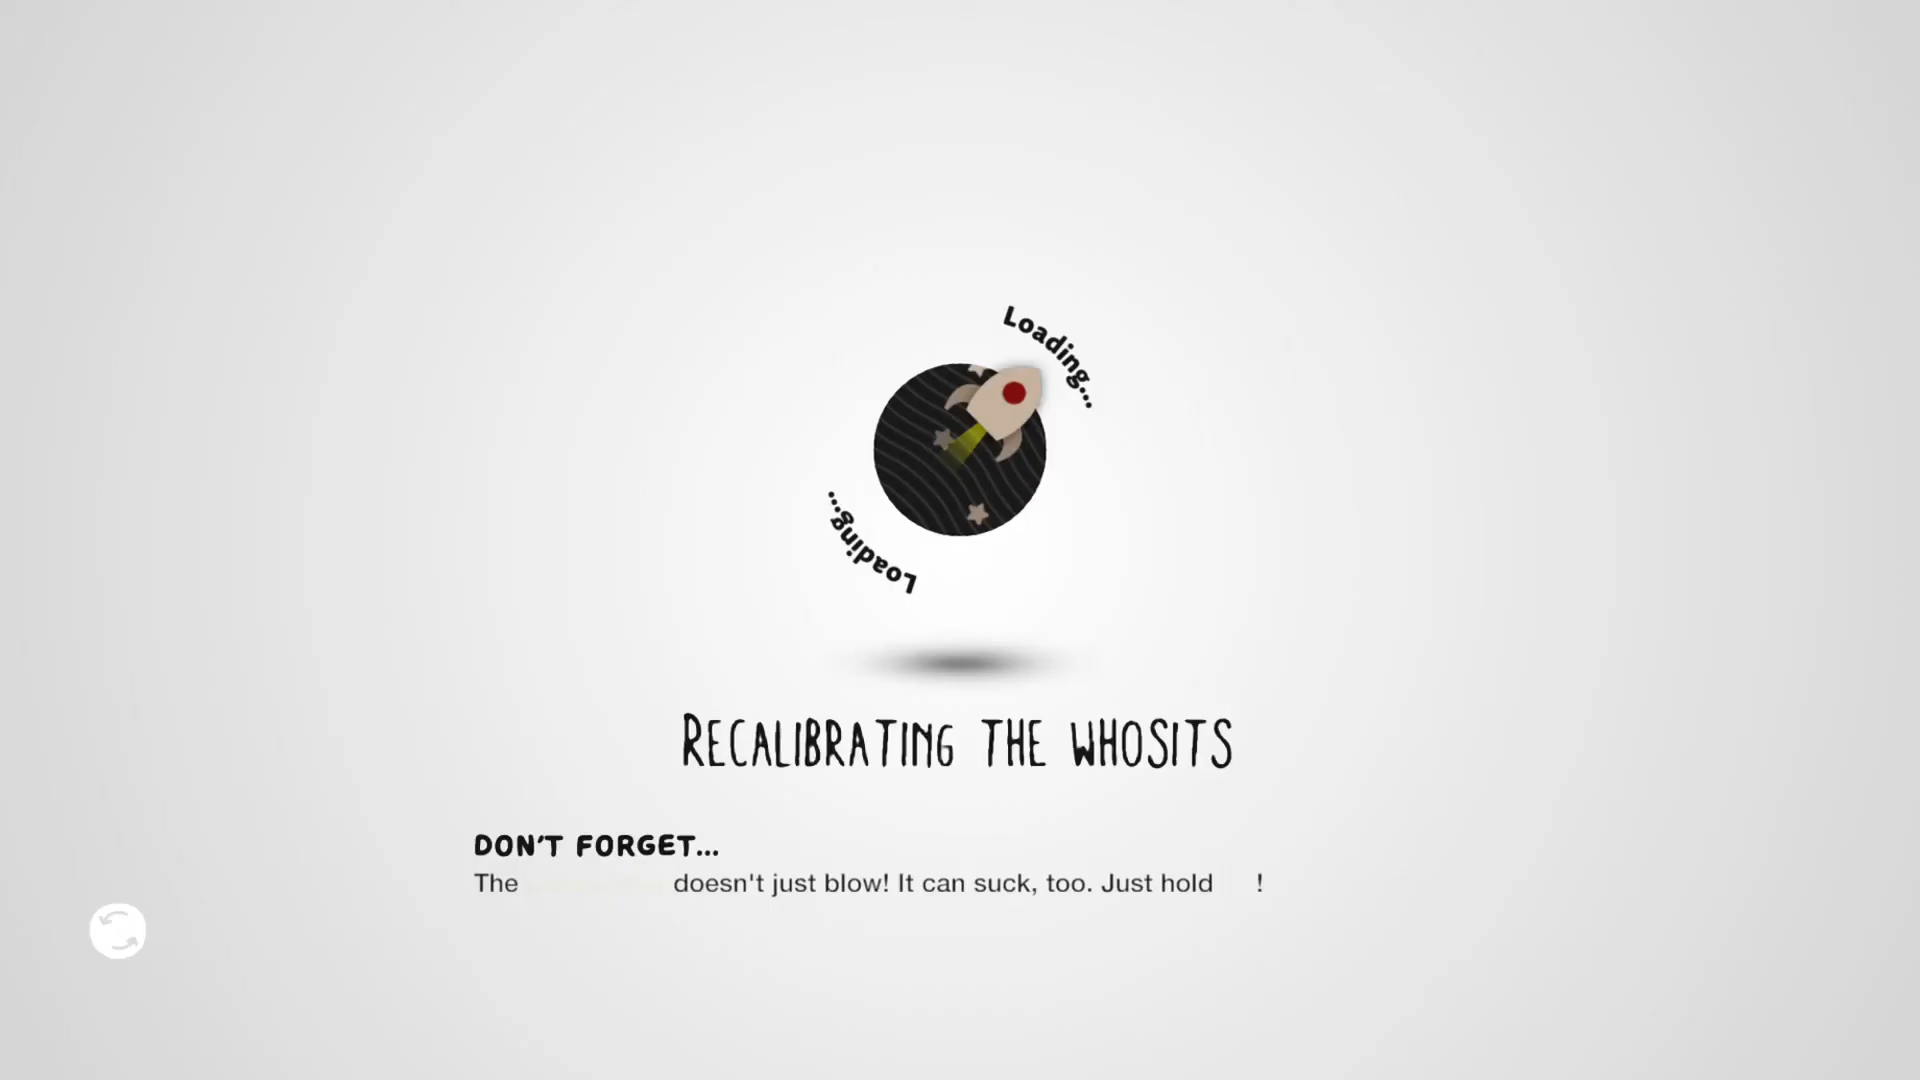 Loading...
Loading...
RECALIBRATING THE WHOSITS
DON'T FORGET...
The doesn't just blow! It can suck, too. Just hold !